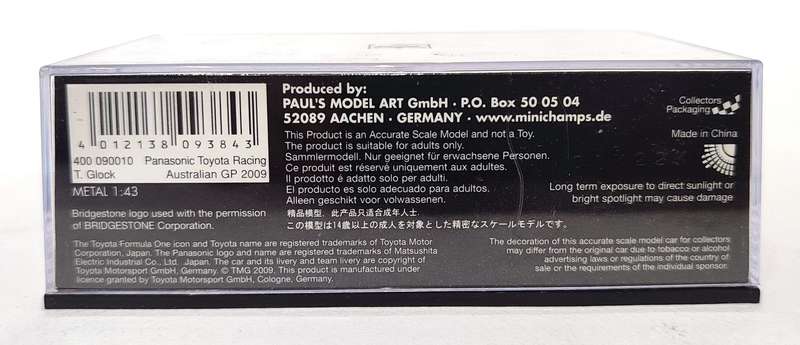 4 012138 093843
400 090010 Panasonic Toyota Racing
T. Glock Australian GP 2009
METAL 1:43
Bridgestone logo used with the permission
of BRIDGESTONE Corporation.
Produced by:
PAUL'S MODEL ART GmbH · P.O. Box 50 05 04
52089 AACHEN · GERMANY · www.minichamps.de
This Product is an Accurate Scale Model and not a Toy.
The product is suitable for adults only.
Sammlermodell. Nur geeignet für erwachsene Personen.
Ce produit est réservé uniquement aux adultes.
Il prodotto è adatto solo per adulti.
El producto es solo adecuado para adultos.
Alleen geschikt voor volwassenen.
精品模型，此产品只适合成年人士.
この模型は14歳以上の成人を対象とした精密なスケールモデルです。
Collectors
Packaging
Made in China
Long term exposure to direct sunlight or
bright spotlight may cause damage
The Toyota Formula One icon and Toyota name are registered trademarks of Toyota Motor
Corporation, Japan. The Panasonic logo and name are registered trademarks of Matsushita
Electric Industrial Co., Ltd. Japan. The car and its livery and team livery are copyright of
Toyota Motorsport GmbH, Germany. © TMG 2009. This product is manufactured under
licence granted by Toyota Motorsport GmbH, Cologne, Germany.
The decoration of this accurate scale model car for collectors
may differ from the original car due to tobacco or alcohol
advertising laws or regulations of the country of
sale or the requirements of the individual sponsor.